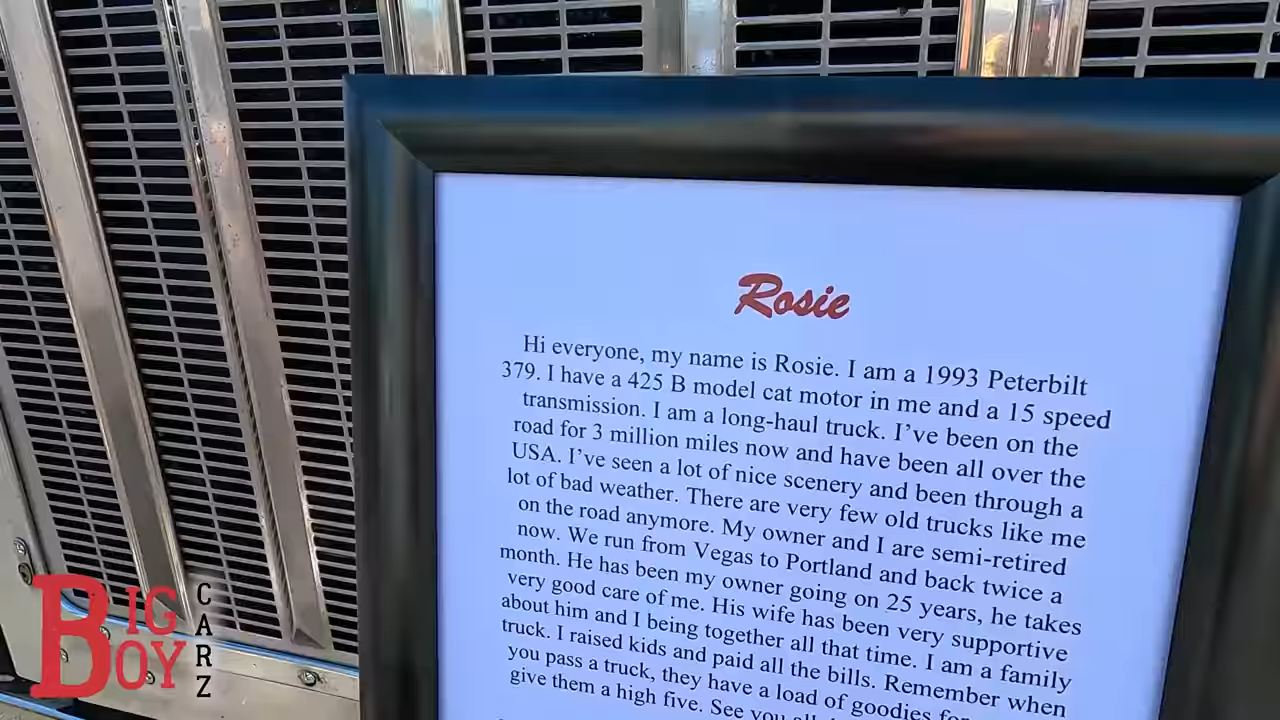 Rosie
Hi everyone, my name is Rosie. I am a 1993 Peterbilt
379. I have a 425 B model cat motor in me and a 15 speed
transmission. I am a long-haul truck. I’ve been on the
road for 3 million miles now and have been all over the
USA. I’ve seen a lot of nice scenery and been through a
lot of bad weather. There are very few old trucks like me
on the road anymore. My owner and I are semi-retired
now. We run from Vegas to Portland and back twice a
month. He has been my owner going on 25 years, he takes
very good care of me. His wife has been very supportive
about him and I being together all that time. I am a family
truck. I raised kids and paid all the bills. Remember when
you pass a truck, they have a load of goodies for
give them a high five. See you all
BIG BOY CARZ